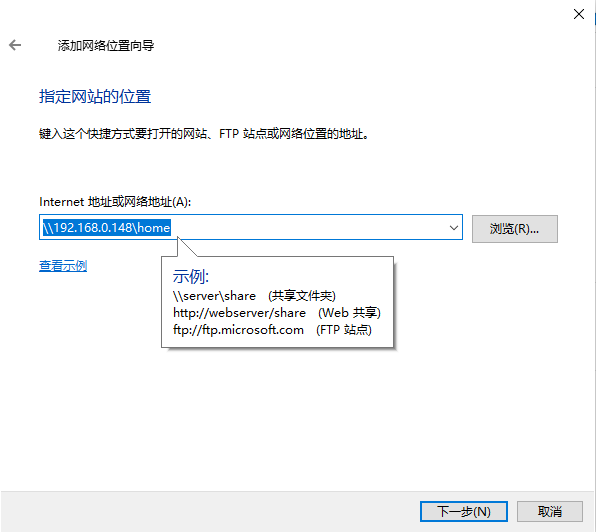 添加网络位置向导
指定网站的位置
键入这个快捷方式要打开的网站、FTP 站点或网络位置的地址。
Internet 地址或网络地址(A):
\\192.168.0.148\home
浏览(R)...
查看示例
示例:
\\server\share (共享文件夹)
http://webserver/share (Web 共享)
ftp://ftp.microsoft.com (FTP 站点)
下一步(N)
取消